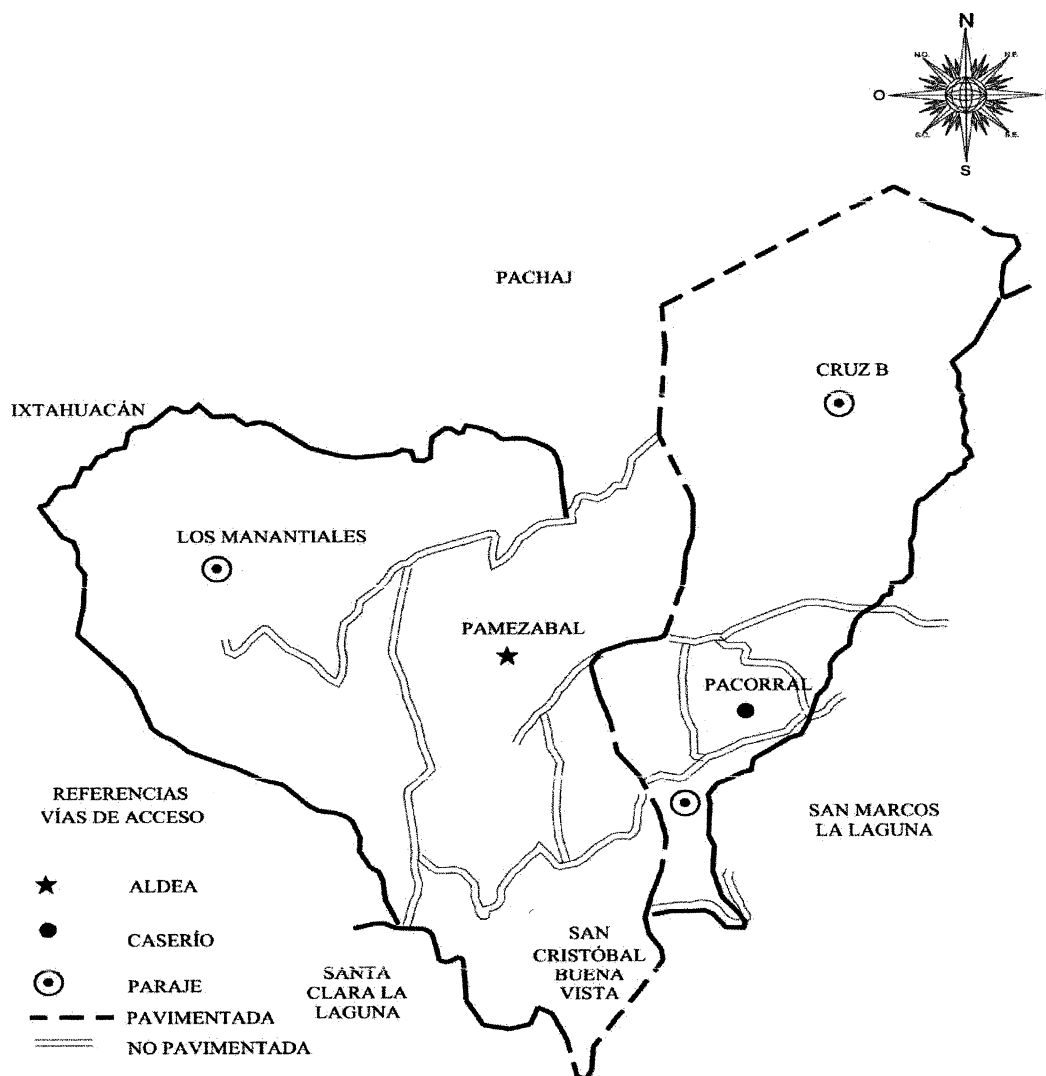 N
N.O.
N.E.
O
S.O.
S.E.
S
PACHAJ
CRUZ B
IXTAHUACÁN
LOS MANANTIALES
PAMEZABAL
PACORRAL
REFERENCIAS
VÍAS DE ACCESO
SAN MARCOS
LA LAGUNA
ALDEA
CASERÍO
PARAJE
PAVIMENTADA
NO PAVIMENTADA
SANTA
CLARA LA
LAGUNA
SAN
CRISTÓBAL
BUENA
VISTA